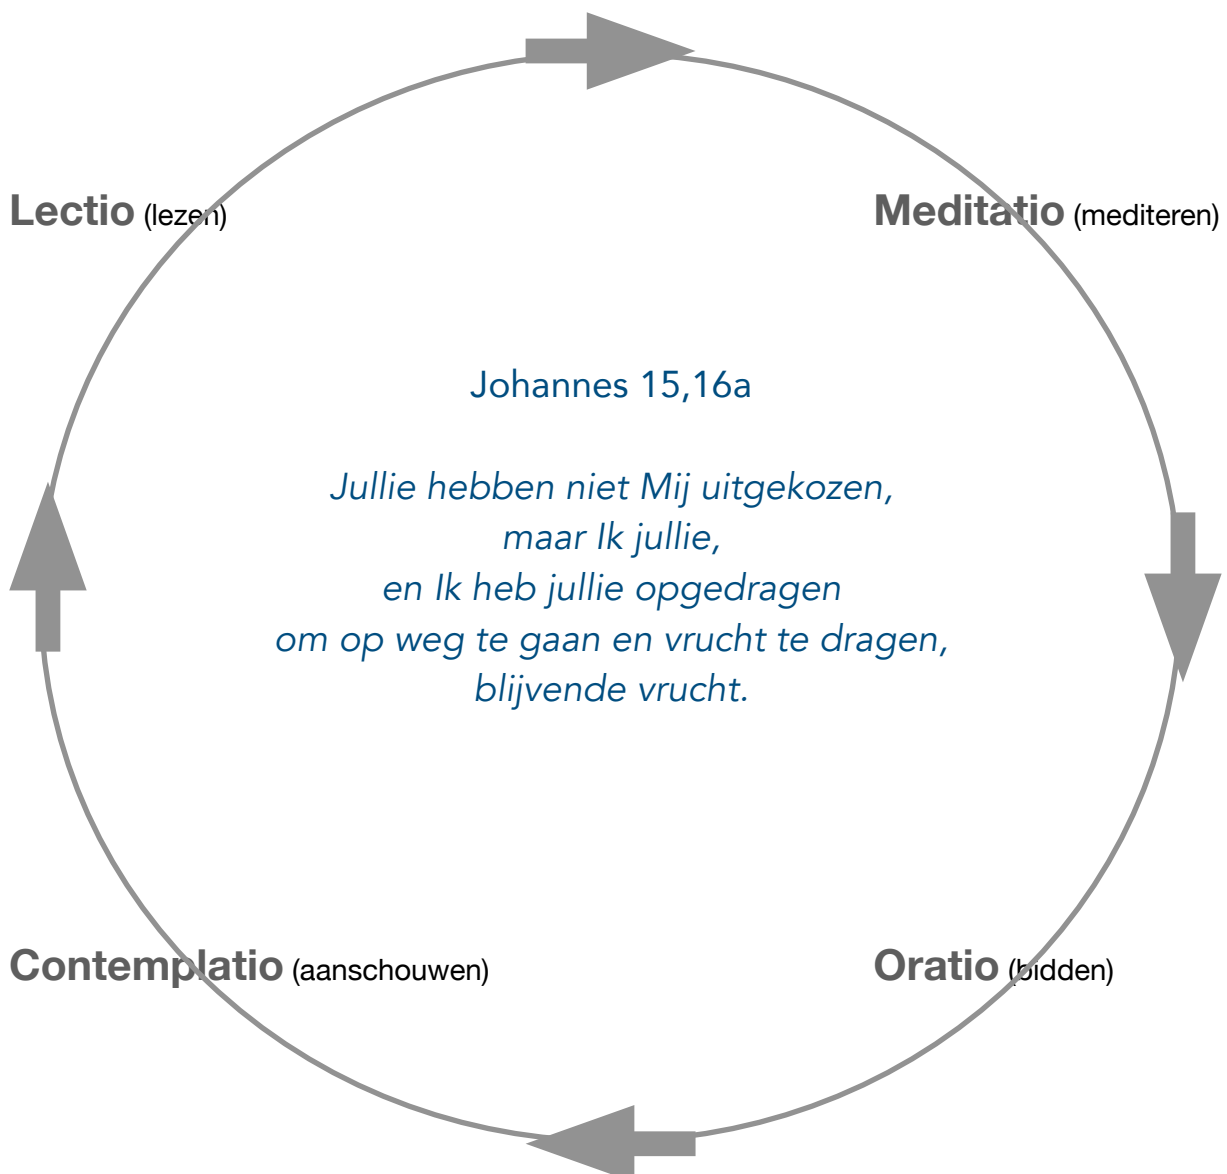 Lectio (lezen)
Meditatio (mediteren)
Johannes 15,16a
Jullie hebben niet Mij uitgekozen,
maar Ik jullie,
en Ik heb jullie opgedragen
om op weg te gaan en vrucht te dragen,
blijvende vrucht.
Contemplatio (aanschouwen)
Oratio (bidden)